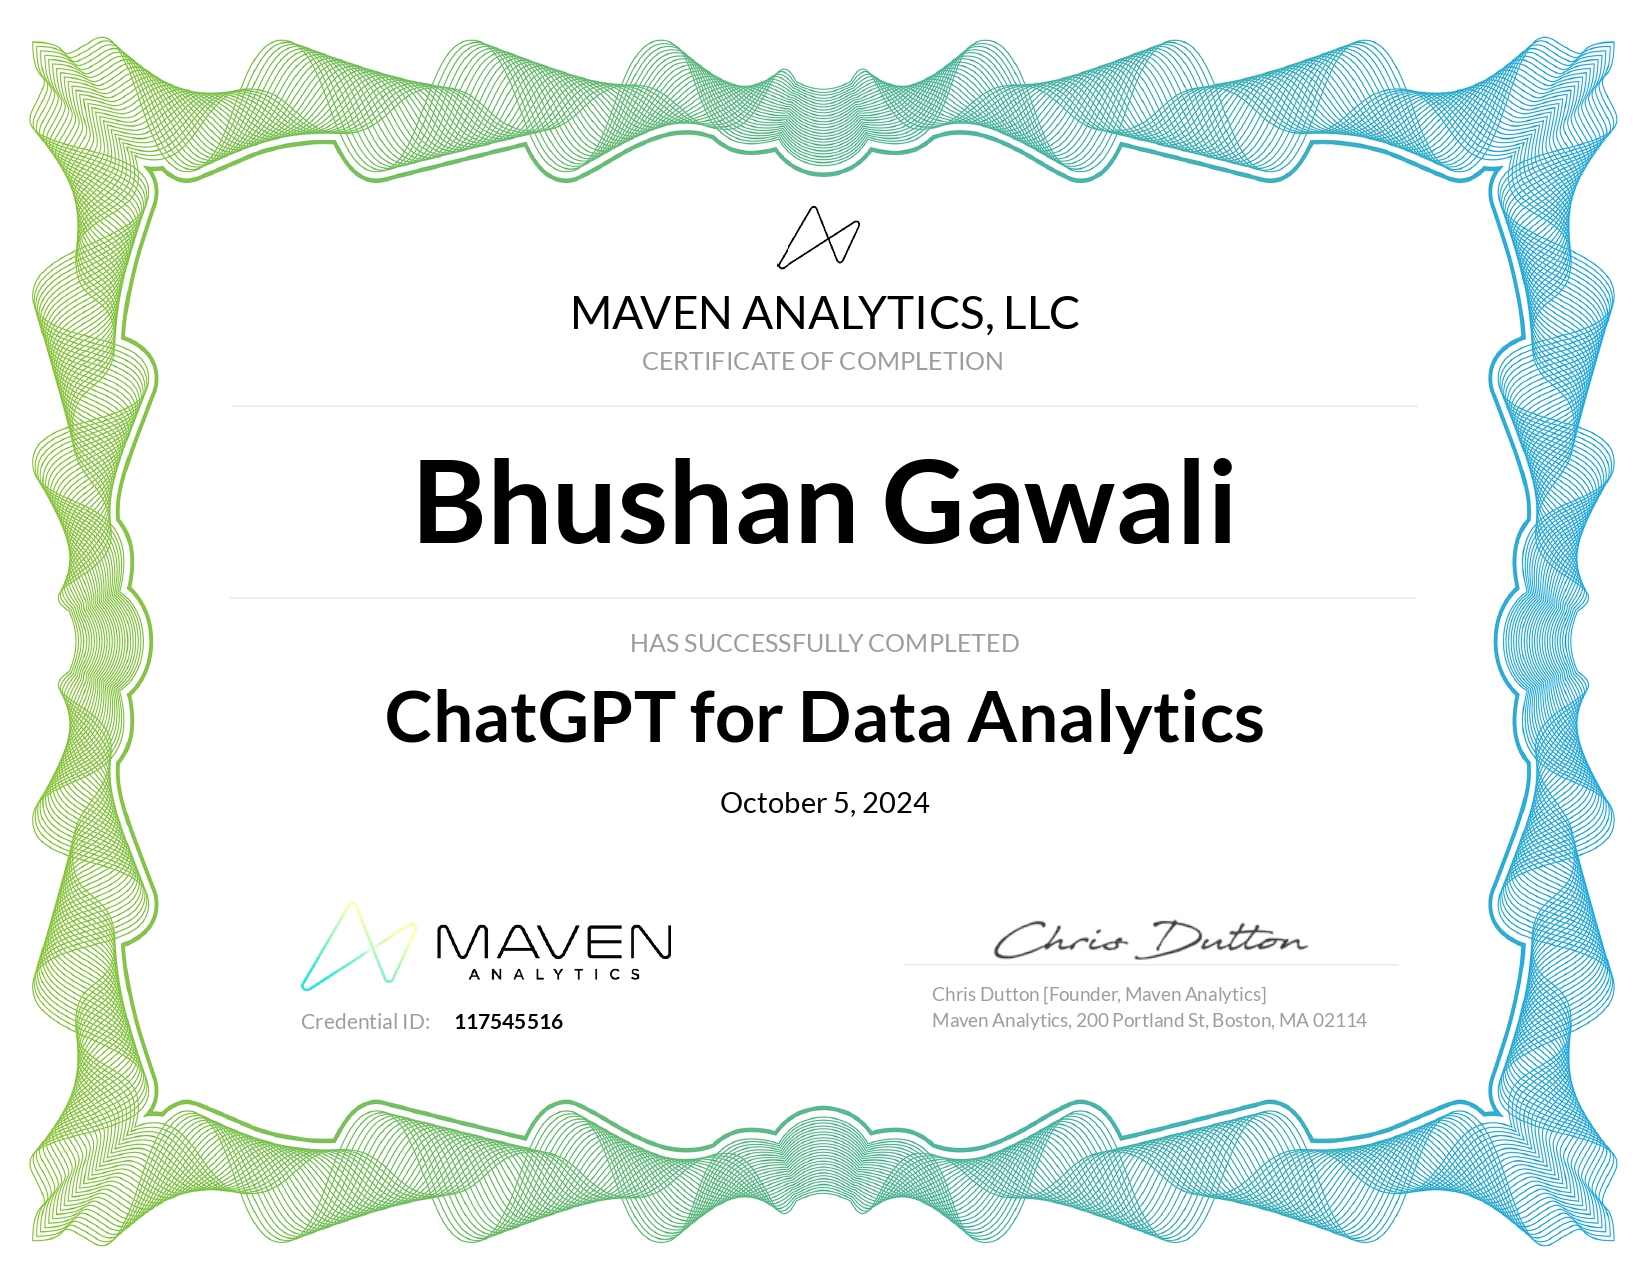 MAVEN ANALYTICS, LLC
CERTIFICATE OF COMPLETION
Bhushan Gawali
HAS SUCCESSFULLY COMPLETED
ChatGPT for Data Analytics
October 5, 2024
MAVEN
ANALYTICS
Credential ID: 117545516
Chris Dutton
Chris Dutton [Founder, Maven Analytics]
Maven Analytics, 200 Portland St, Boston, MA 02114